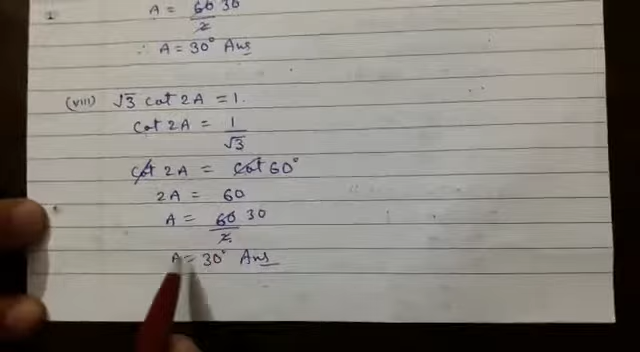 A = 60 30
2
∴ A = 30° Ans
(viii) √3 cot 2A = 1.
cot 2A = 1
√3
cot 2A = cot 60°
2A = 60
A = 60 30
2
A = 30° Ans